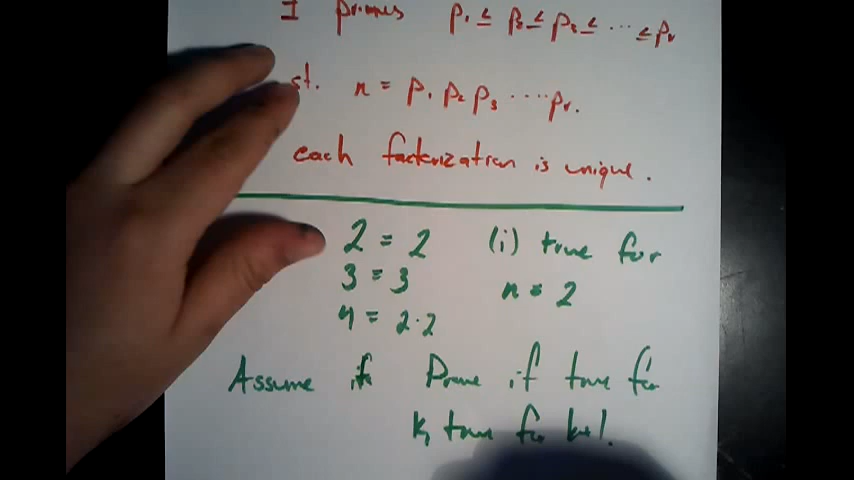 ∃ primes p₁ ≤ p₂ ≤ p₃ ≤ ... ≤ pᵣ
st. n = p₁ p₂ p₃ ....pᵣ.
each factorization is unique.
2 = 2 (i) true for
3 = 3 n = 2
4 = 2·2
Assume if Prove if true for
k, true for k+1.